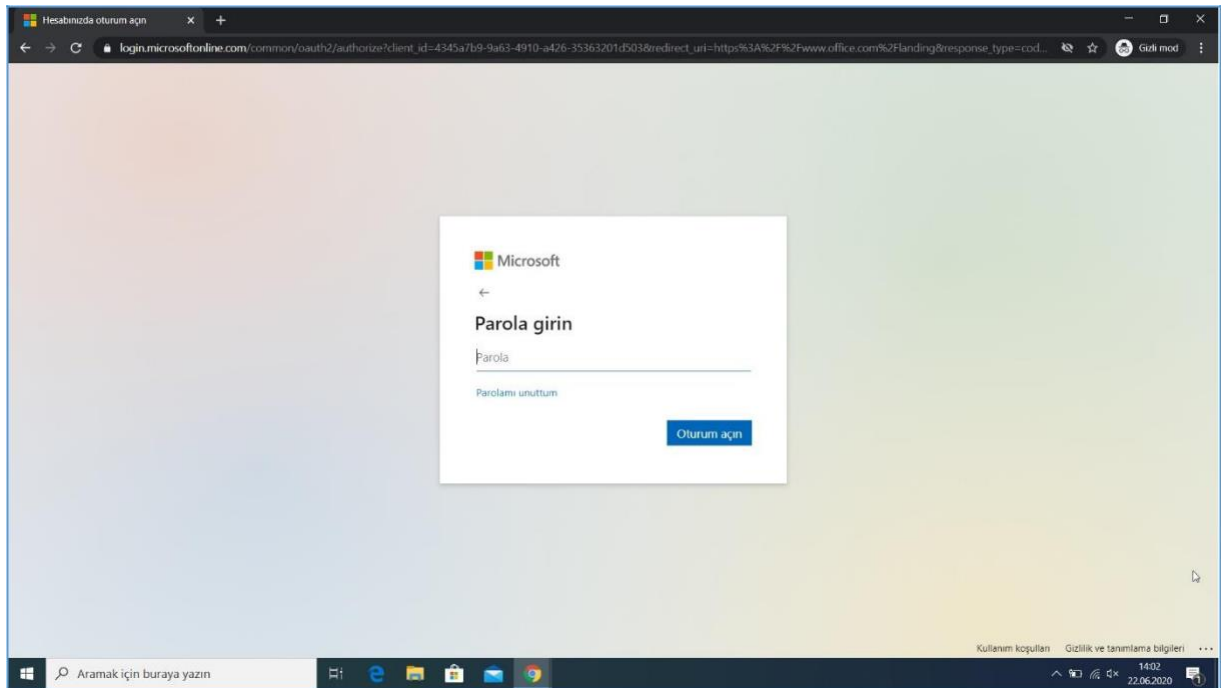 Hesabınızda oturum açın
login.microsoftonline.com/common/oauth2/authorize?client_id=4345a7b9-9a63-4910-a426-35363201d503&redirect_uri=https%3A%2F%2Fwww.office.com%2Flanding&response_type=cod...
Gizli mod
Microsoft
Parola girin
Parola
Parolamı unuttum
Oturum açın
Kullanım koşulları Gizlilik ve tanımlama bilgileri ...
Aramak için buraya yazın
14:02
22.06.2020
1